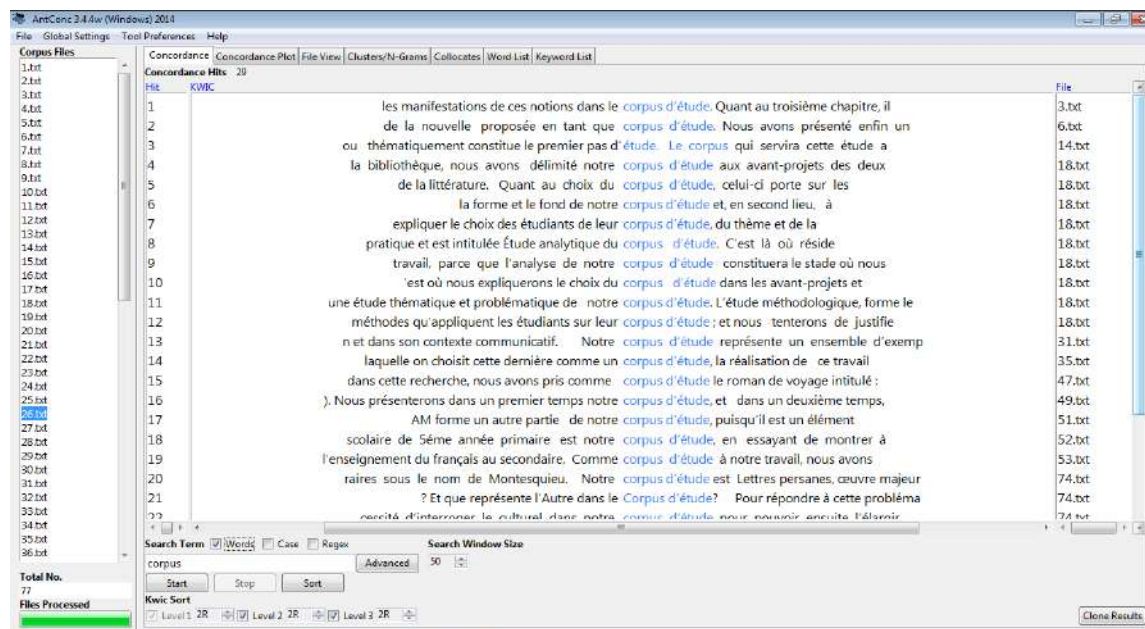 AntConc 3.4.4w (Windows) 2014
File Global Settings Tool Preferences Help
Corpus Files
1.txt
2.txt
3.txt
4.txt
5.txt
6.txt
7.txt
8.txt
9.txt
10.txt
11.txt
12.txt
13.txt
14.txt
15.txt
16.txt
17.txt
18.txt
19.txt
20.txt
21.txt
22.txt
23.txt
24.txt
25.txt
26.txt
27.txt
28.txt
29.txt
30.txt
31.txt
32.txt
33.txt
34.txt
35.txt
36.txt
Total No.
77
Files Processed
Concordance Concordance Plot File View Clusters/N-Grams Collocates Word List Keyword List
Concordance Hits 29
Hit KWIC File
1 les manifestations de ces notions dans le corpus d'étude. Quant au troisième chapitre, il 3.txt
2 de la nouvelle proposée en tant que corpus d'étude. Nous avons présenté enfin un 6.txt
3 ou thématiquement constitue le premier pas d'étude. Le corpus qui servira cette étude a 14.txt
4 la bibliothèque, nous avons délimité notre corpus d'étude aux avant-projets des deux 18.txt
5 de la littérature. Quant au choix du corpus d'étude, celui-ci porte sur les 18.txt
6 la forme et le fond de notre corpus d'étude et, en second lieu, à 18.txt
7 expliquer le choix des étudiants de leur corpus d'étude, du thème et de la 18.txt
8 pratique et est intitulée Étude analytique du corpus d'étude. C'est là où réside 18.txt
9 travail, parce que l'analyse de notre corpus d'étude constituera le stade où nous 18.txt
10 'est où nous expliquerons le choix du corpus d'étude dans les avant-projets et 18.txt
11 une étude thématique et problématique de notre corpus d'étude. L'étude méthodologique, forme le 18.txt
12 méthodes qu'appliquent les étudiants sur leur corpus d'étude ; et nous tenterons de justifie 18.txt
13 n et dans son contexte communicatif. Notre corpus d'étude représente un ensemble d'exemp 31.txt
14 laquelle on choisit cette dernière comme un corpus d'étude, la réalisation de ce travail 35.txt
15 dans cette recherche, nous avons pris comme corpus d'étude le roman de voyage intitulé : 47.txt
16 ). Nous présenterons dans un premier temps notre corpus d'étude, et dans un deuxième temps, 49.txt
17 AM forme un autre partie de notre corpus d'étude, puisqu'il est un élément 51.txt
18 scolaire de 5éme année primaire est notre corpus d'étude, en essayant de montrer à 52.txt
19 l'enseignement du français au secondaire. Comme corpus d'étude à notre travail, nous avons 53.txt
20 raires sous le nom de Montesquieu. Notre corpus d'étude est Lettres persanes, œuvre majeur 74.txt
21 ? Et que représente l'Autre dans le Corpus d'étude? Pour répondre à cette probléma 74.txt
22 cessité d'interroger le culturel dans notre corpus d'étude pour pouvoir ensuite l'élargir 74.txt
Search Term Words Case Regex Search Window Size
corpus Advanced 50
Start Stop Sort
Kwic Sort
Level 1 2R Level 2 2R Level 3 2R
Clone Results